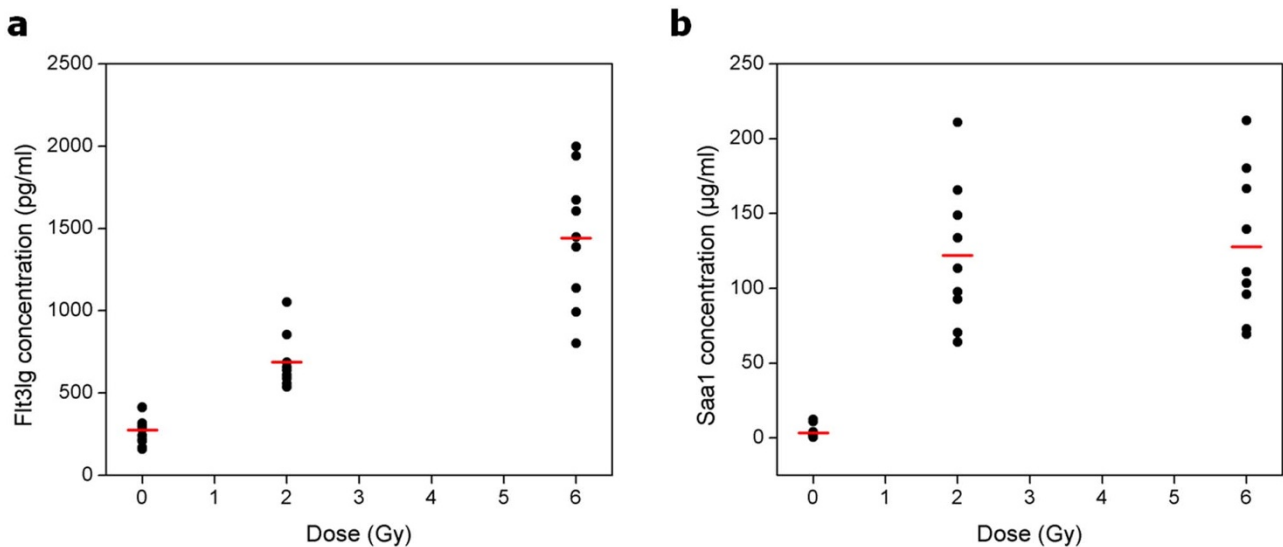 a
2500
2000
1500
1000
500
0
Flt3lg concentration (pg/ml)
0 1 2 3 4 5 6
Dose (Gy)
b
250
200
150
100
50
0
Saa1 concentration (µg/ml)
0 1 2 3 4 5 6
Dose (Gy)